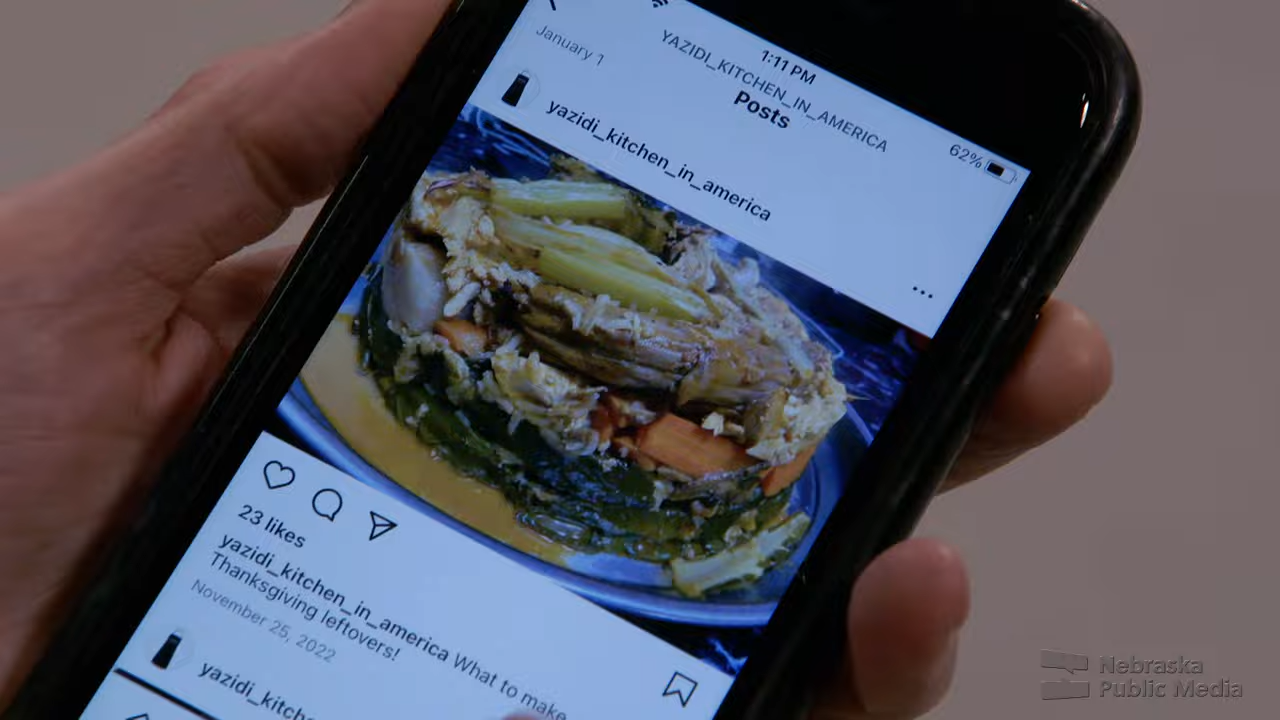 1:11 PM
62%
YAZIDI_KITCHEN_IN_AMERICA
Posts
January 1
yazidi_kitchen_in_america
23 likes
yazidi_kitchen_in_america What to make
Thanksgiving leftovers!
November 25, 2022
yazidi_kitch
Nebraska
Public Media